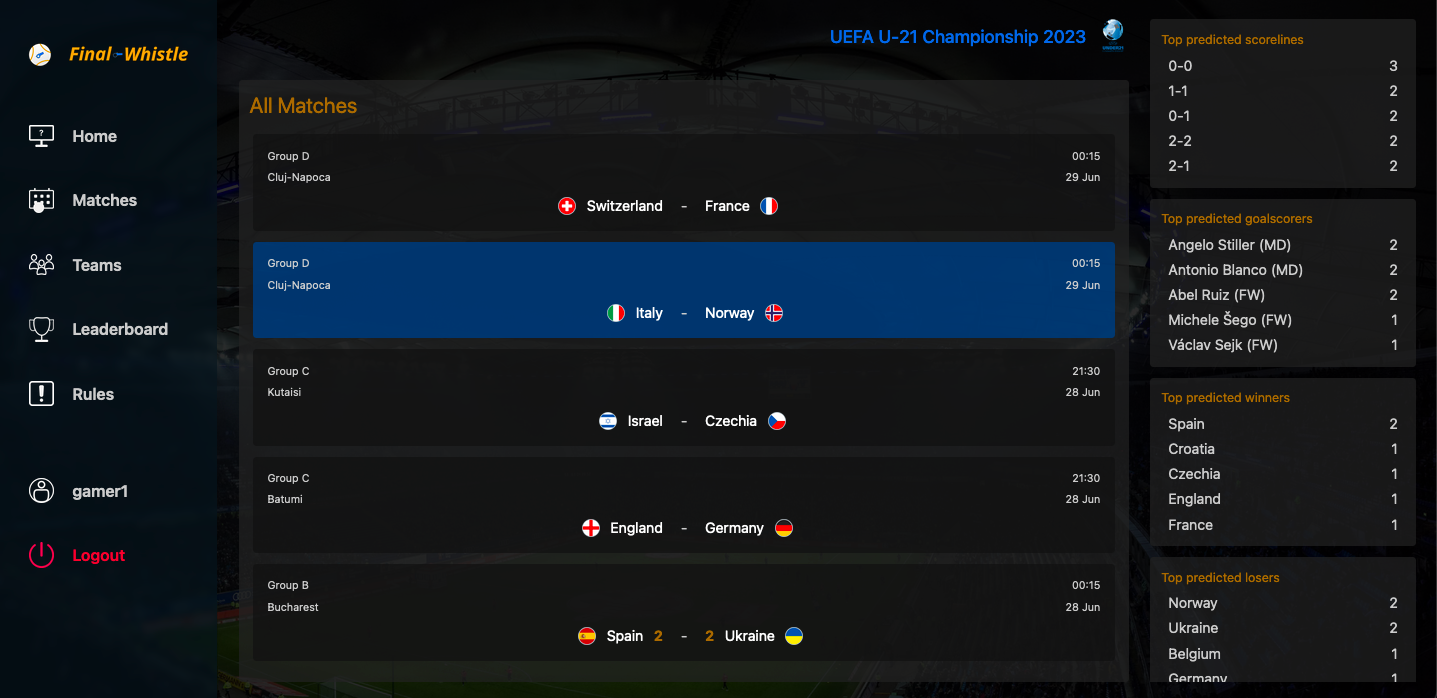 Final-Whistle
Home
Matches
Teams
Leaderboard
Rules
gamer1
Logout
UEFA U-21 Championship 2023
All Matches
Group D 00:15
Cluj-Napoca 29 Jun
Switzerland - France
Group D 00:15
Cluj-Napoca 29 Jun
Italy - Norway
Group C 21:30
Kutaisi 28 Jun
Israel - Czechia
Group C 21:30
Batumi 28 Jun
England - Germany
Group B 00:15
Bucharest 28 Jun
Spain 2 - 2 Ukraine
Top predicted scorelines
0-0 3
1-1 2
0-1 2
2-2 2
2-1 2
Top predicted goalscorers
Angelo Stiller (MD) 2
Antonio Blanco (MD) 2
Abel Ruiz (FW) 2
Michele Šego (FW) 1
Václav Sejk (FW) 1
Top predicted winners
Spain 2
Croatia 1
Czechia 1
England 1
France 1
Top predicted losers
Norway 2
Ukraine 2
Belgium 1
Germany 1